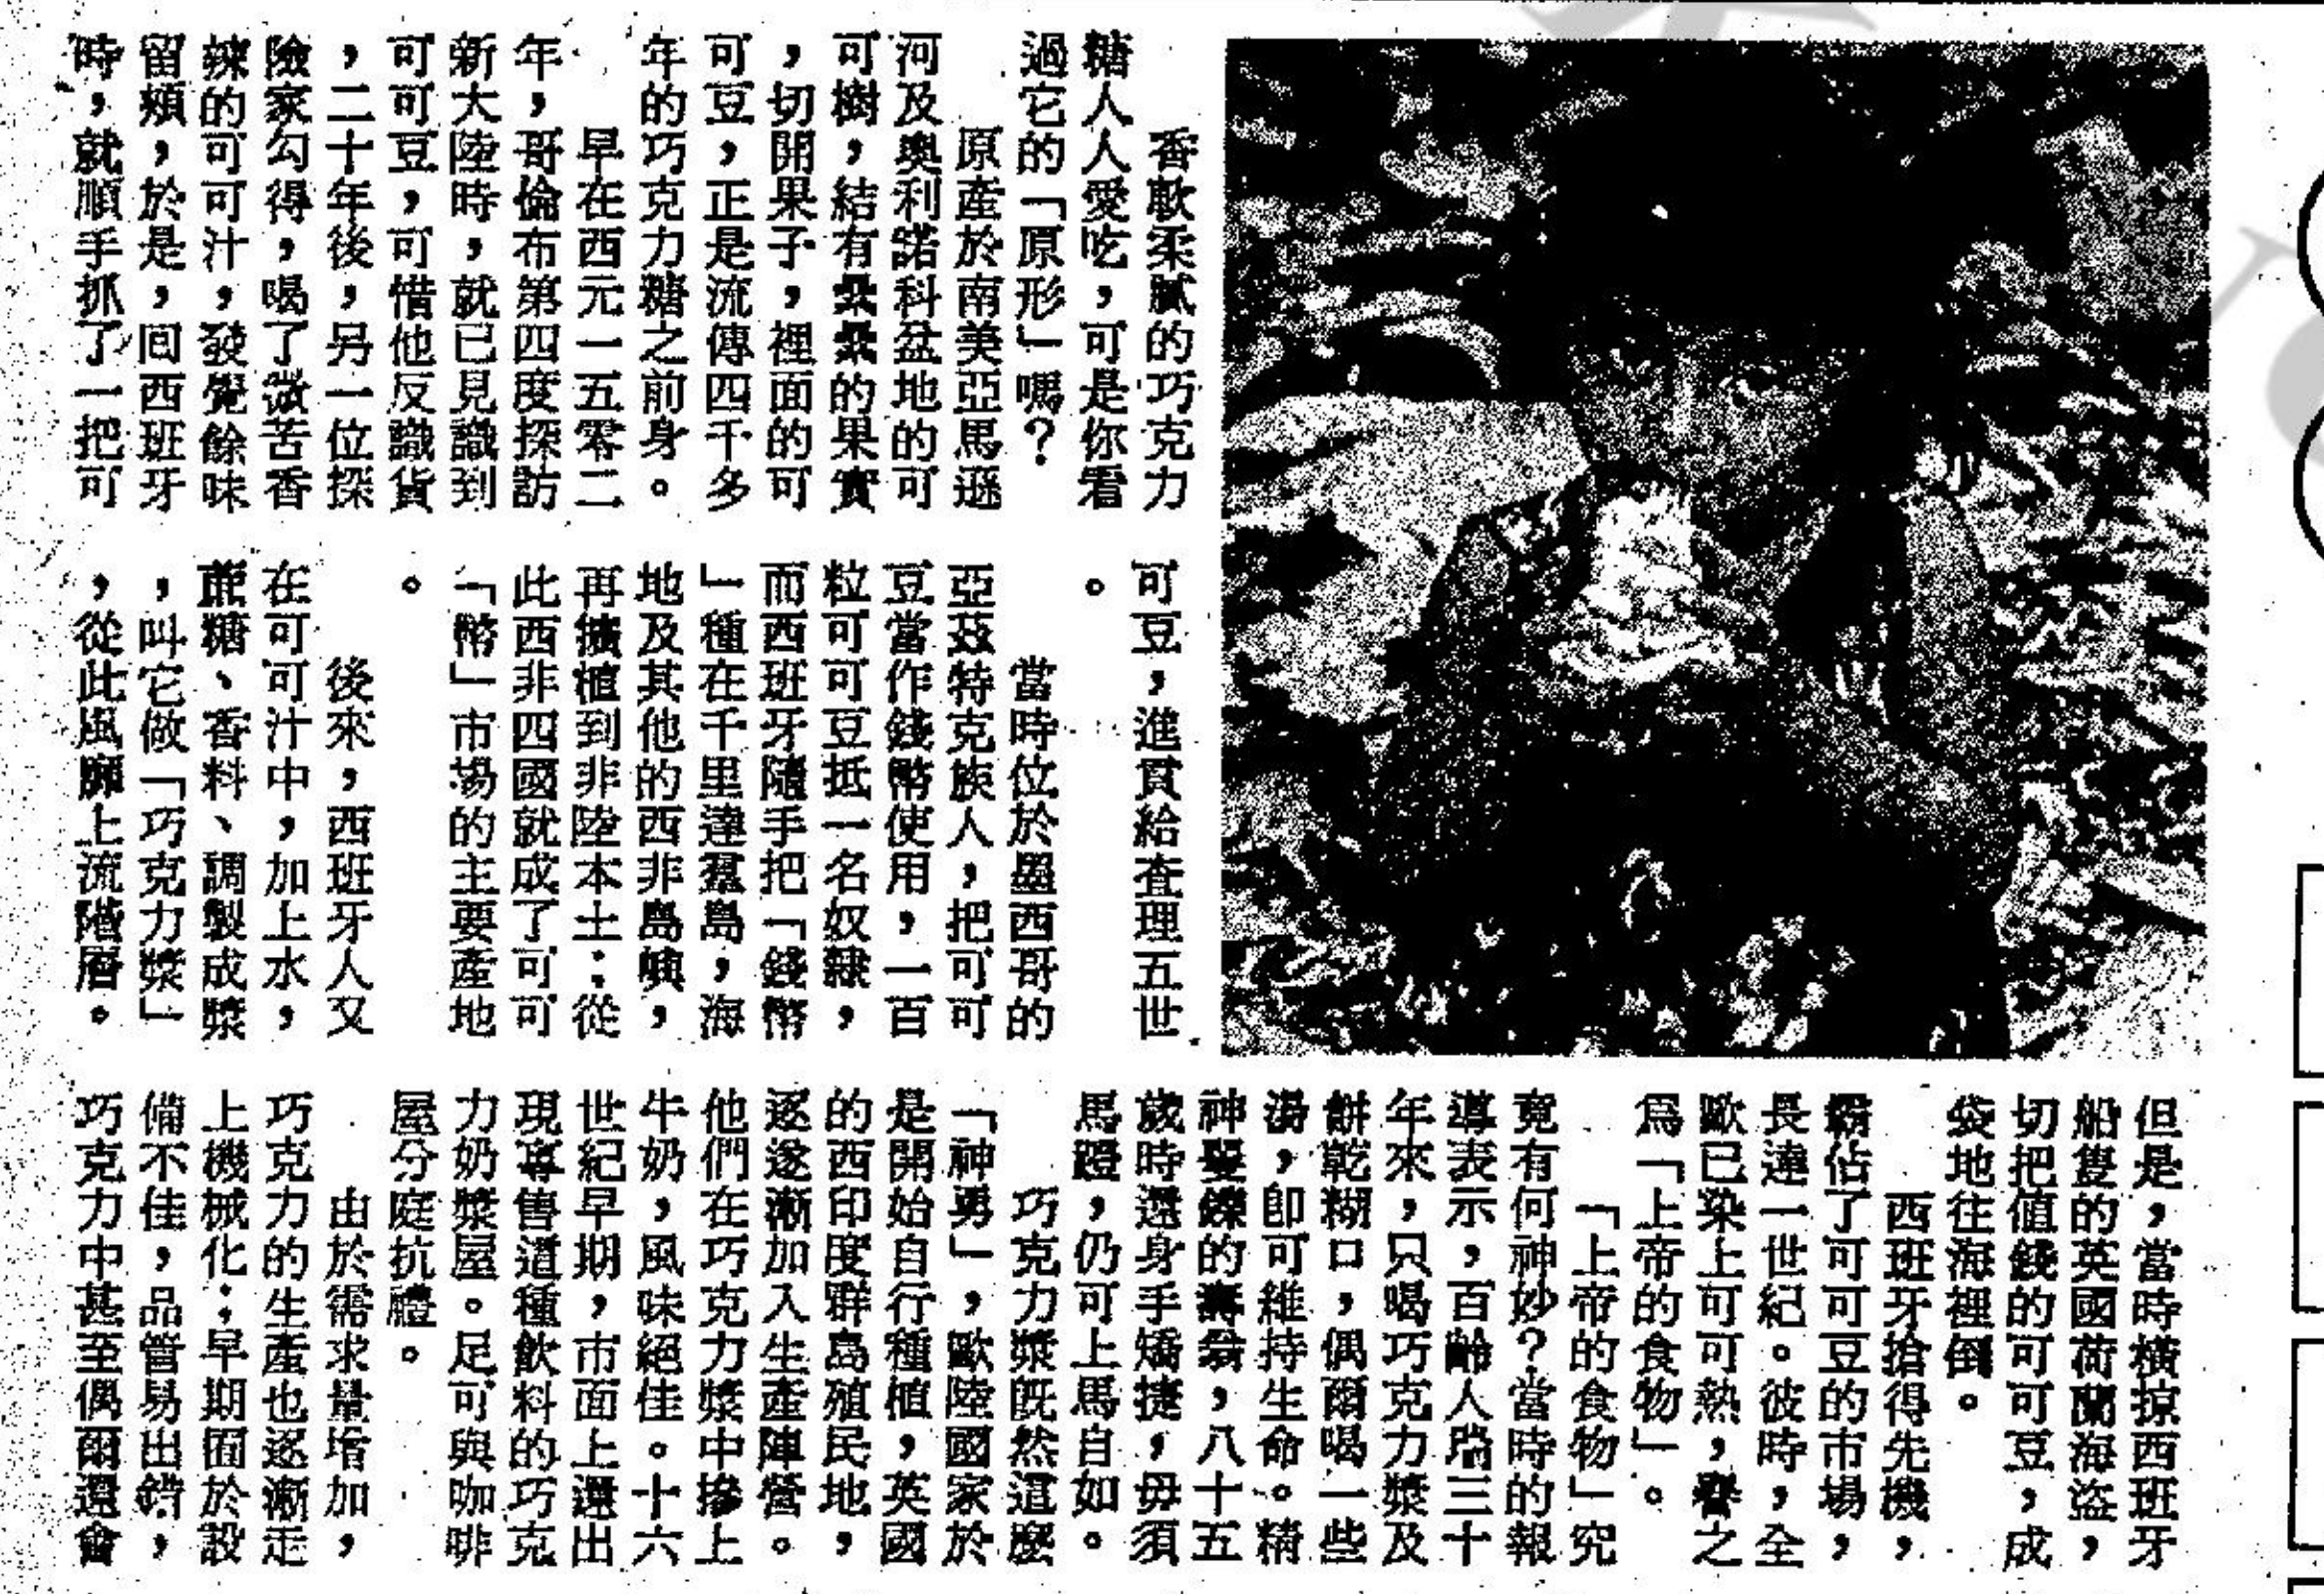 香軟柔膩的巧克力
糖人人愛吃，可是你看
過它的「原形」嗎？
原產於南美亞馬遜
河及奧利諾科盆地的可
可樹，結有纍纍的果實
，切開果子，裡面的可
可豆，正是流傳四千多
年的巧克力糖之前身。
早在西元一五零二
年，哥倫布第四度探訪
新大陸時，就已見識到
可可豆，可惜他反識貨
，二十年後，另一位探
險家勾得，喝了微苦香
辣的可可汁，發覺餘味
留頰，於是，回西班牙
時，就順手抓了一把可
可豆，進貢給查理五世
。
當時位於墨西哥的
亞茲特克族人，把可可
豆當作錢幣使用，一百
粒可可豆抵一名奴隸，
而西班牙隨手把「錢幣
」種在千里達羣島，海
地及其他的西非島嶼，
再擴植到非陸本土；從
此西非四國就成了可可
「幣」市場的主要產地
。
後來，西班牙人又
在可可汁中，加上水，
蔗糖、香料、調製成漿
，叫它做「巧克力漿」
，從此風靡上流階層。
但是，當時橫掠西班牙
船隻的英國荷蘭海盜，
切把值錢的可可豆，成
袋地往海裡倒。
西班牙搶得先機，
霸佔了可可豆的市場，
長達一世紀。彼時，全
歐已染上可可熱，譽之
為「上帝的食物」。
「上帝的食物」究
竟有何神妙？當時的報
導表示，百齡人瑞三十
年來，只喝巧克力漿及
餅乾糊口，偶爾喝一些
湯，即可維持生命。精
神矍鑠的壽翁，八十五
歲時還身手矯捷，毋須
馬蹬，仍可上馬自如。
巧克力漿既然這麼
「神勇」，歐陸國家於
是開始自行種植，英國
的西印度群島殖民地，
逐遂漸加入生產陣營。
他們在巧克力漿中摻上
牛奶，風味絕佳。十六
世紀早期，市面上還出
現專售這種飲料的巧克
力奶漿屋。足可與咖啡
屋分庭抗禮。
由於需求量增加，
巧克力的生產也逐漸走
上機械化；早期囿於設
備不佳，品管易出錯，
巧克力中甚至偶爾還會